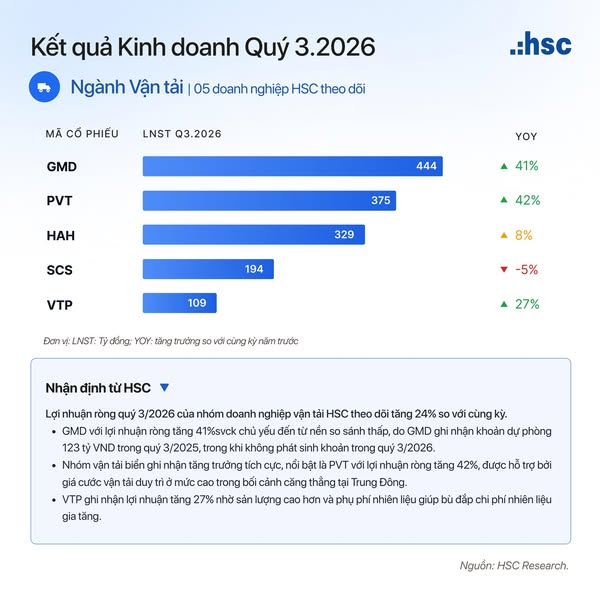 Kết quả Kinh doanh Quý 3.2026
.:hsc
Ngành Vận tải | 05 doanh nghiệp HSC theo dõi
MÃ CỔ PHIẾU LNST Q.3.2026 YOY
GMD 444 ▲ 41%
PVT 375 ▲ 42%
HAH 329 ▲ 8%
SCS 194 ▼ -5%
VTP 109 ▲ 27%
Đơn vị: LNST: Tỷ đồng; YOY: tăng trưởng so với cùng kỳ năm trước
Nhận định từ HSC ▼
Lợi nhuận ròng quý 3/2026 của nhóm doanh nghiệp vận tải HSC theo dõi tăng 24% so với cùng kỳ.
• GMD với lợi nhuận ròng tăng 41%svck chủ yếu đến từ nền so sánh thấp, do GMD ghi nhận khoản dự phòng
123 tỷ VND trong quý 3/2025, trong khi không phát sinh khoản trong quý 3/2026.
• Nhóm vận tải biển ghi nhận tăng trưởng tích cực, nổi bật là PVT với lợi nhuận ròng tăng 42%, được hỗ trợ bởi
giá cước vận tải duy trì ở mức cao trong bối cảnh căng thẳng tại Trung Đông.
• VTP ghi nhận lợi nhuận tăng 27% nhờ sản lượng cao hơn và phụ phí nhiên liệu giúp bù đắp chi phí nhiên liệu
gia tăng.
Nguồn: HSC Research.